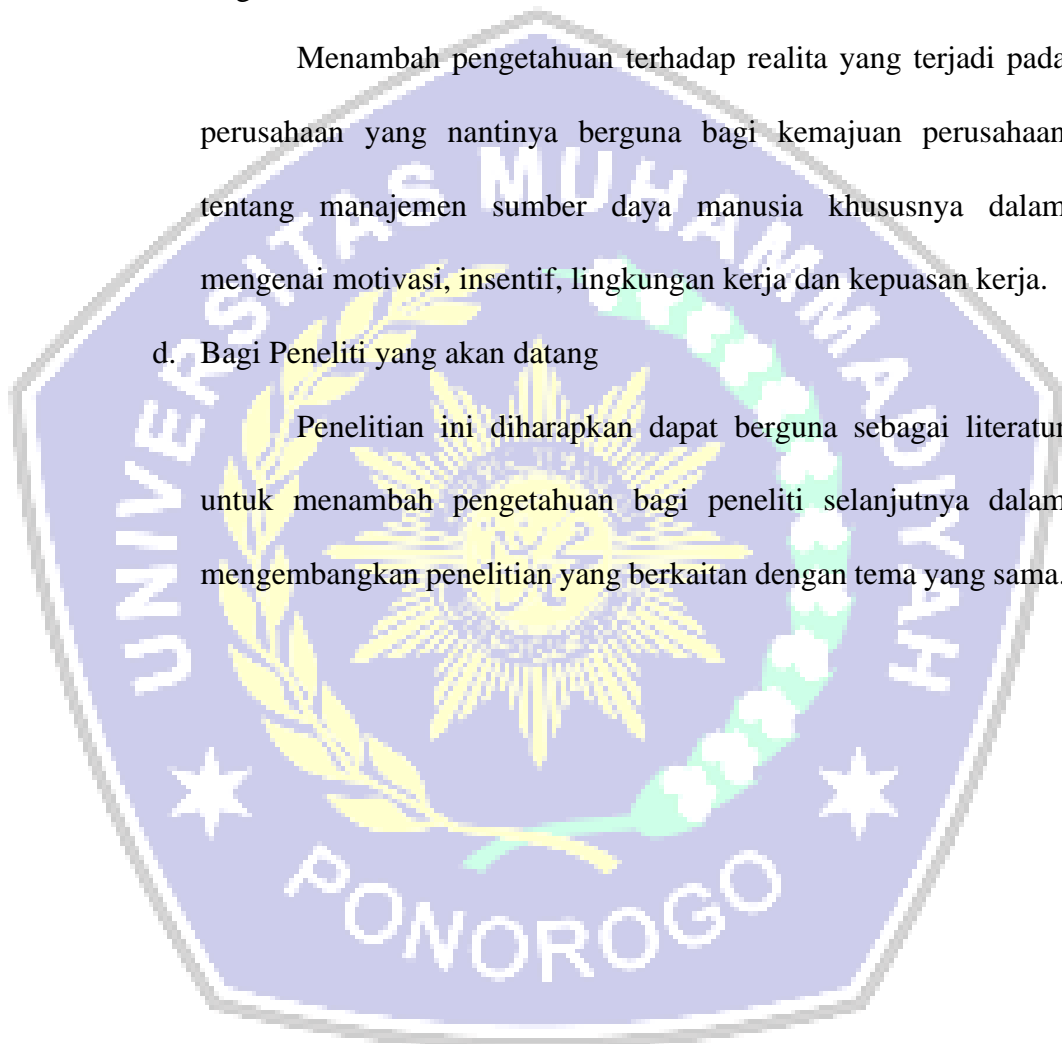 Menambah pengetahuan terhadap realita yang terjadi pada
perusahaan yang nantinya berguna bagi kemajuan perusahaan
tentang manajemen sumber daya manusia khususnya dalam
mengenai motivasi, insentif, lingkungan kerja dan kepuasan kerja.
d. Bagi Peneliti yang akan datang
Penelitian ini diharapkan dapat berguna sebagai literatur
untuk menambah pengetahuan bagi peneliti selanjutnya dalam
mengembangkan penelitian yang berkaitan dengan tema yang sama.
UNIVERSITAS MUHAMMADIYAH
PONOROGO